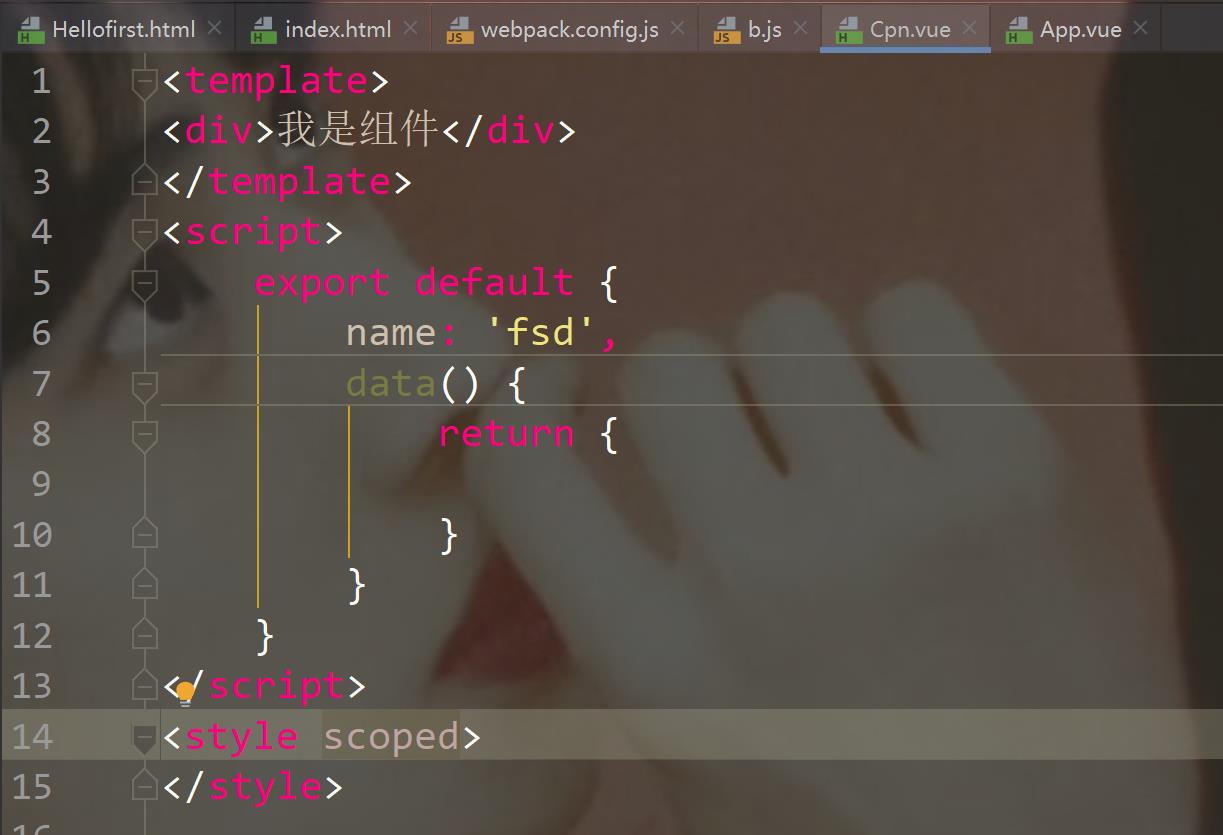 Hellofirst.html index.html webpack.config.js b.js Cpn.vue App.vue
1 <template>
2 <div>我是组件</div>
3 </template>
4 <script>
5 export default {
6 name: 'fsd',
7 data() {
8 return {
9
10 }
11 }
12 }
13 </script>
14 <style scoped>
15 </style>
16